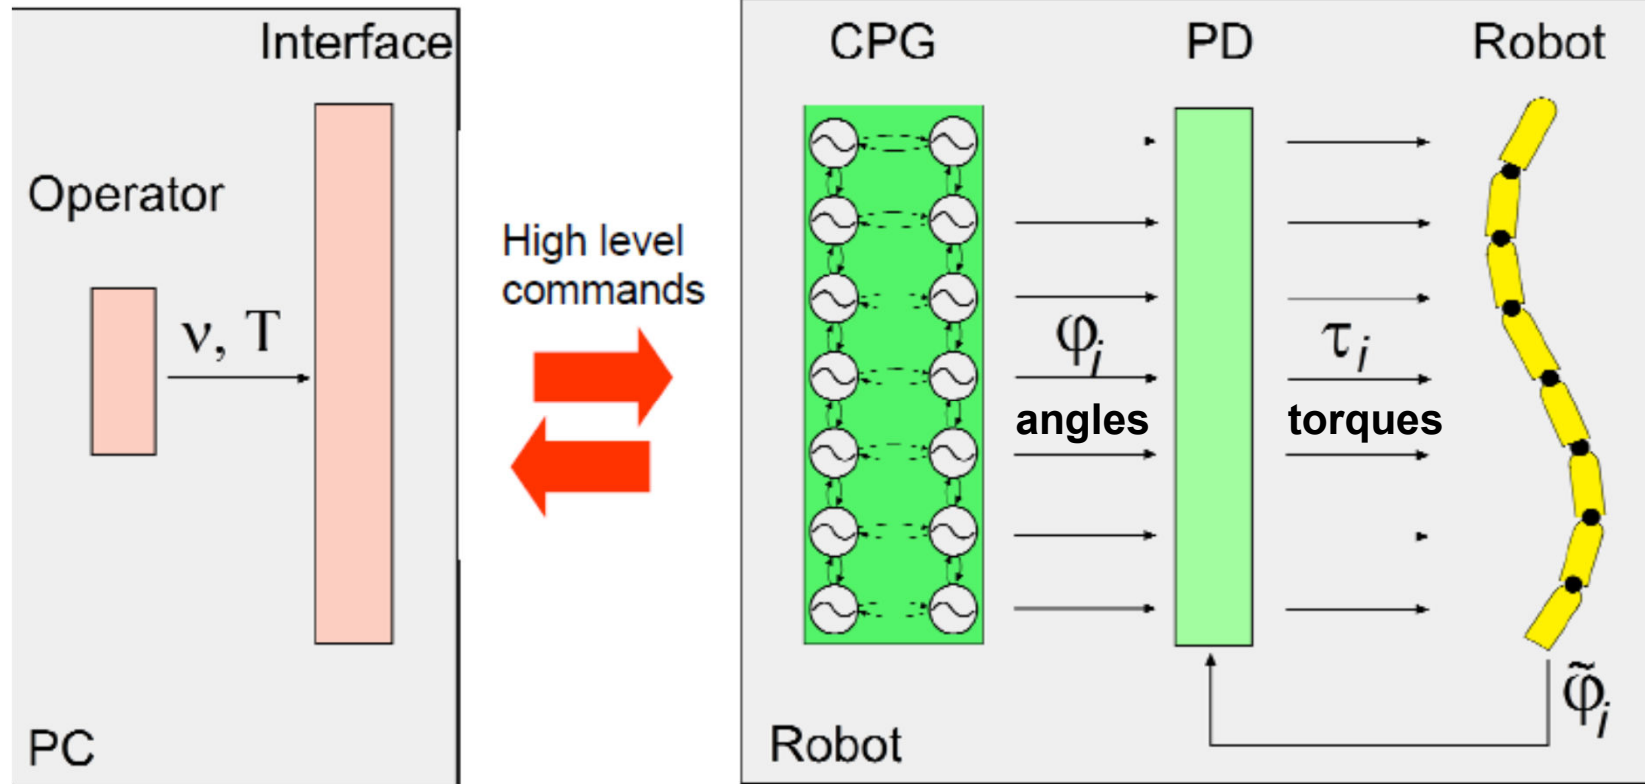 Interface
Operator
ν, T
PC
High level
commands
CPG
PD
Robot
φi
angles
τi
torques
φ̃i
Robot